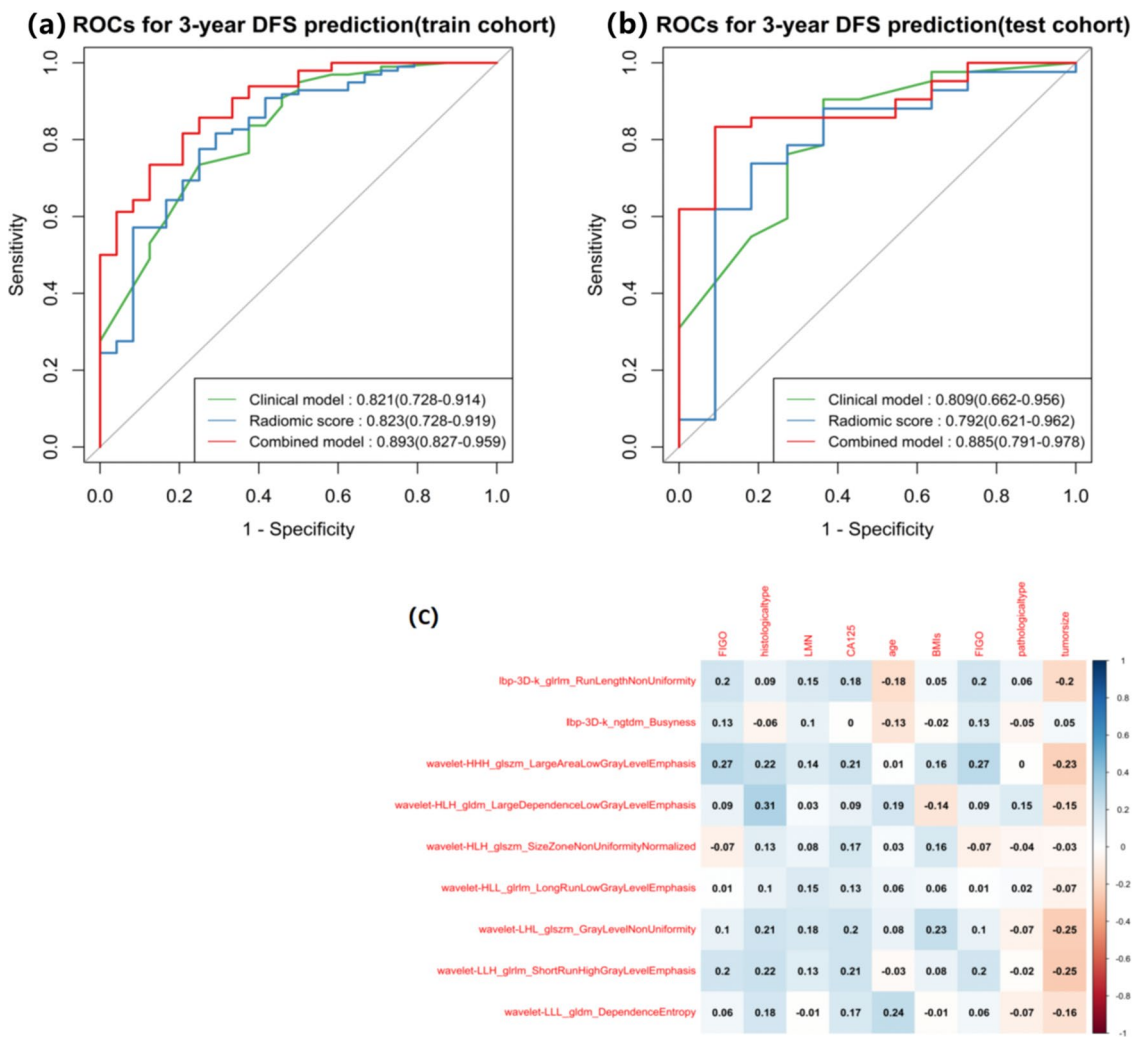 (a) ROCs for 3-year DFS prediction(train cohort)
Sensitivity
1.0
0.8
0.6
0.4
0.2
0.0
Clinical model : 0.821(0.728-0.914)
Radiomic score : 0.823(0.728-0.919)
Combined model : 0.893(0.827-0.959)
0.0 0.2 0.4 0.6 0.8 1.0
1 - Specificity
(b) ROCs for 3-year DFS prediction(test cohort)
Sensitivity
1.0
0.8
0.6
0.4
0.2
0.0
Clinical model : 0.809(0.662-0.956)
Radiomic score : 0.792(0.621-0.962)
Combined model : 0.885(0.791-0.978)
0.0 0.2 0.4 0.6 0.8 1.0
1 - Specificity
(c)
FIGO histologicaltype LMN CA125 age BMIs FIGO pathologicaltype tumorsize
lbp-3D-k_glrlm_RunLengthNonUniformity 0.2 0.09 0.15 0.18 -0.18 0.05 0.2 0.06 -0.2
lbp-3D-k_ngtdm_Busyness 0.13 -0.06 0.1 0 -0.13 -0.02 0.13 -0.05 0.05
wavelet-HHH_glszm_LargeAreaLowGrayLevelEmphasis 0.27 0.22 0.14 0.21 0.01 0.16 0.27 0 -0.23
wavelet-HLH_gldm_LargeDependenceLowGrayLevelEmphasis 0.09 0.31 0.03 0.09 0.19 -0.14 0.09 0.15 -0.15
wavelet-HLH_glszm_SizeZoneNonUniformityNormalized -0.07 0.13 0.08 0.17 0.03 0.16 -0.07 -0.04 -0.03
wavelet-HLL_glrlm_LongRunLowGrayLevelEmphasis 0.01 0.1 0.15 0.13 0.06 0.06 0.01 0.02 -0.07
wavelet-LHL_glszm_GrayLevelNonUniformity 0.1 0.21 0.18 0.2 0.08 0.23 0.1 -0.07 -0.25
wavelet-LLH_glrlm_ShortRunHighGrayLevelEmphasis 0.2 0.22 0.13 0.21 -0.03 0.08 0.2 -0.02 -0.25
wavelet-LLL_gldm_DependenceEntropy 0.06 0.18 -0.01 0.17 0.24 -0.01 0.06 -0.07 -0.16
1
0.8
0.6
0.4
0.2
0
-0.2
-0.4
-0.6
-0.8
-1